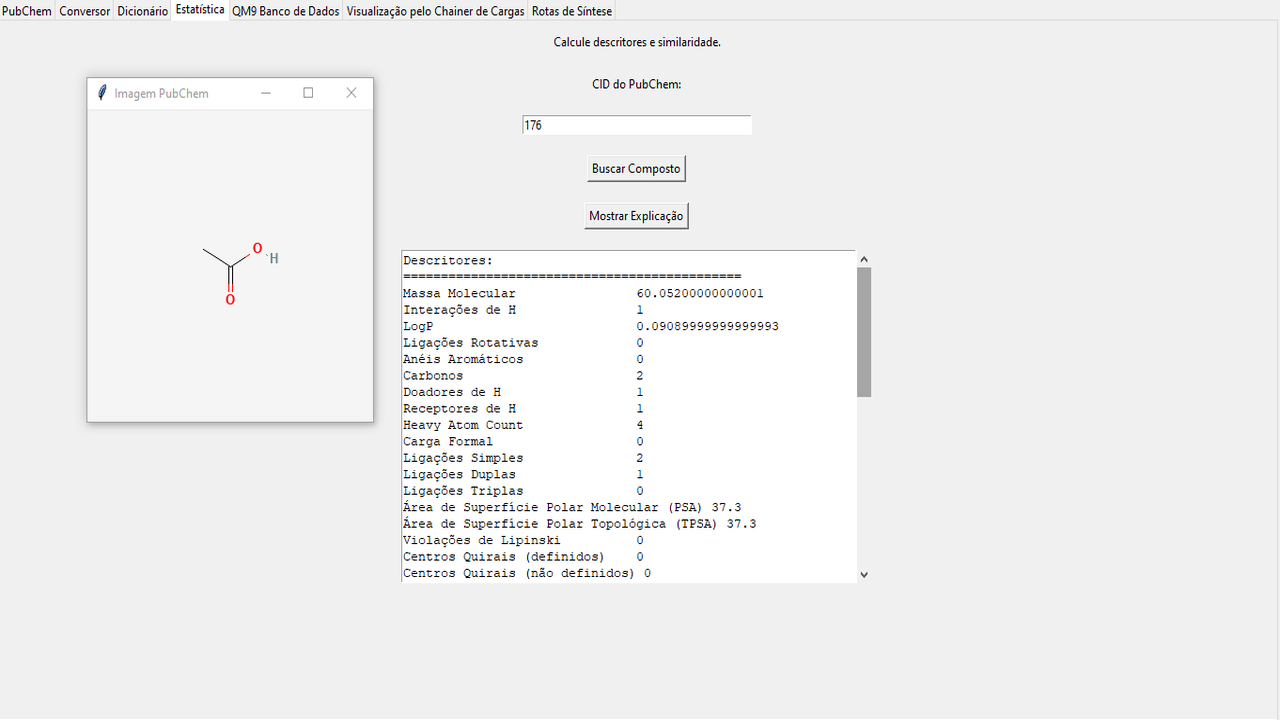 PubChem Conversor Dicionário Estatística QM9 Banco de Dados Visualização pelo Chainer de Cargas Rotas de Síntese
Calcule descritores e similaridade.
Imagem PubChem
O
H
O
CID do PubChem:
176
Buscar Composto
Mostrar Explicação
Descritores:
=============================================
Massa Molecular 60.05200000000001
Interações de H 1
LogP 0.09089999999999993
Ligações Rotativas 0
Anéis Aromáticos 0
Carbonos 2
Doadores de H 1
Receptores de H 1
Heavy Atom Count 4
Carga Formal 0
Ligações Simples 2
Ligações Duplas 1
Ligações Triplas 0
Área de Superfície Polar Molecular (PSA) 37.3
Área de Superfície Polar Topológica (TPSA) 37.3
Violações de Lipinski 0
Centros Quirais (definidos) 0
Centros Quirais (não definidos) 0